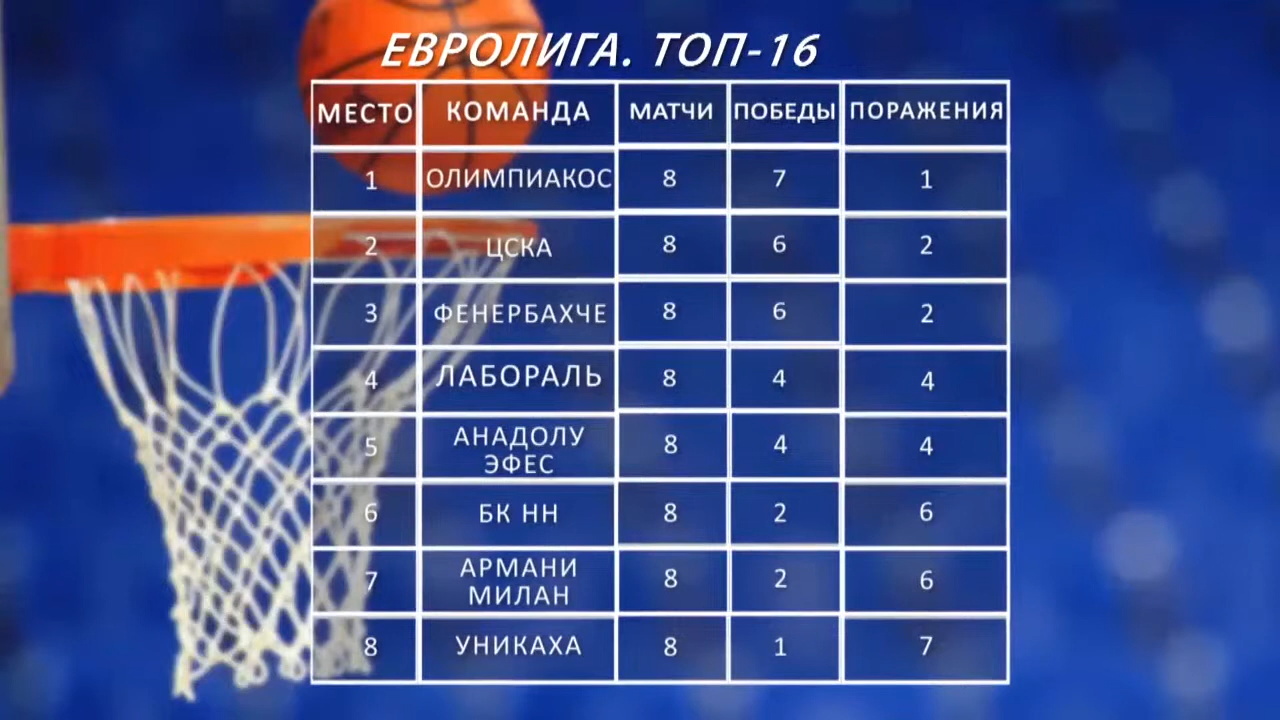 ЕВРОЛИГА. ТОП-16
МЕСТО КОМАНДА МАТЧИ ПОБЕДЫ ПОРАЖЕНИЯ
1 ОЛИМПИАКОС 8 7 1
2 ЦСКА 8 6 2
3 ФЕНЕРБАХЧЕ 8 6 2
4 ЛАБОРАЛЬ 8 4 4
5 АНАДОЛУ ЭФЕС 8 4 4
6 БК НН 8 2 6
7 АРМАНИ МИЛАН 8 2 6
8 УНИКАХА 8 1 7